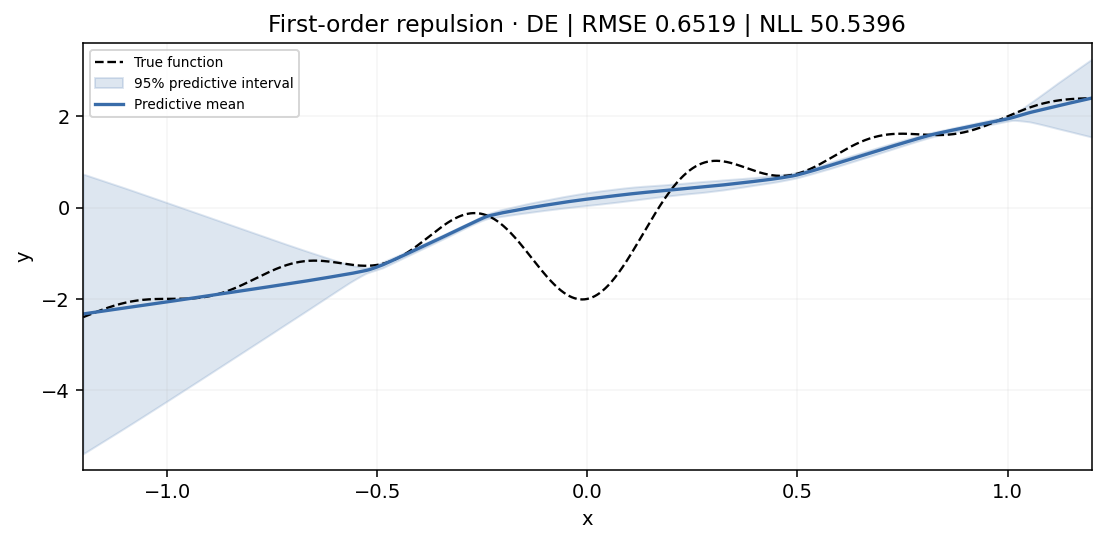 First-order repulsion · DE | RMSE 0.6519 | NLL 50.5396
True function
95% predictive interval
Predictive mean
y
2
0
−2
−4
−1.0 −0.5 0.0 0.5 1.0
x